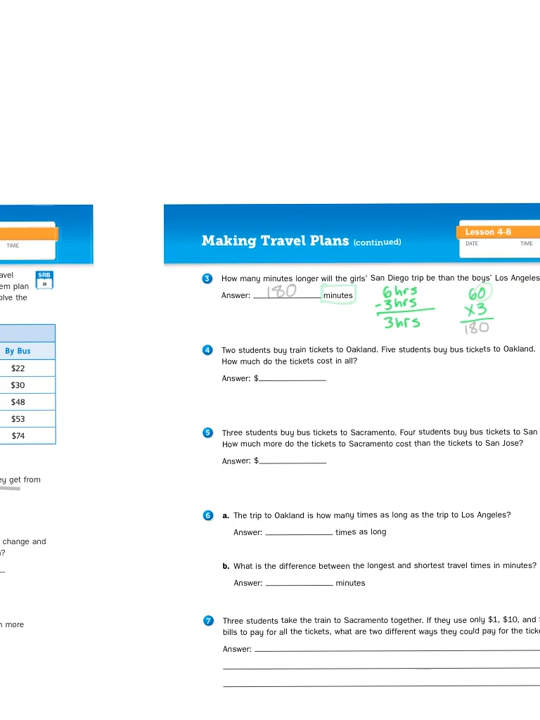 TIME
avel
em plan
olve the
SRB
By Bus
$22
$30
$48
$53
$74
ey get from
change and
n?
n more
Making Travel Plans (continued)
Lesson 4-8
DATE TIME
3 How many minutes longer will the girls' San Diego trip be than the boys' Los Angeles
Answer: 180 minutes
6hrs
-3hrs
3hrs
60
x3
180
4 Two students buy train tickets to Oakland. Five students buy bus tickets to Oakland.
How much do the tickets cost in all?
Answer: $
5 Three students buy bus tickets to Sacramento. Four students buy bus tickets to San
How much more do the tickets to Sacramento cost than the tickets to San Jose?
Answer: $
6 a. The trip to Oakland is how many times as long as the trip to Los Angeles?
Answer: times as long
b. What is the difference between the longest and shortest travel times in minutes?
Answer: minutes
7 Three students take the train to Sacramento together. If they use only $1, $10, and
bills to pay for all the tickets, what are two different ways they could pay for the ticke
Answer: